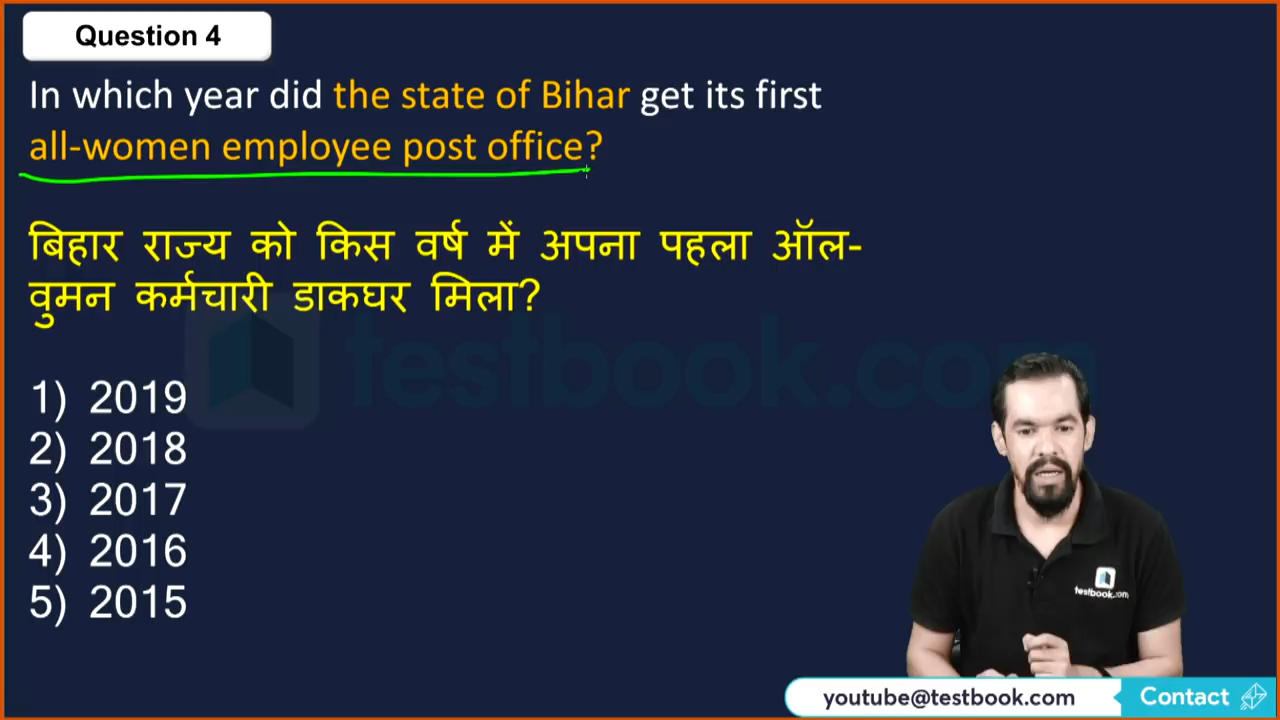 Question 4
In which year did the state of Bihar get its first
all-women employee post office?
बिहार राज्य को किस वर्ष में अपना पहला ऑल-
वुमन कर्मचारी डाकघर मिला?
testbook.com
1) 2019
2) 2018
3) 2017
4) 2016
5) 2015
testbook.com
youtube@testbook.com
Contact